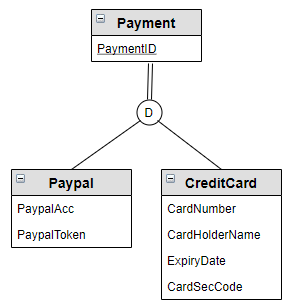 Payment
PaymentID
D
Paypal
PaypalAcc
PaypalToken
CreditCard
CardNumber
CardHolderName
ExpiryDate
CardSecCode